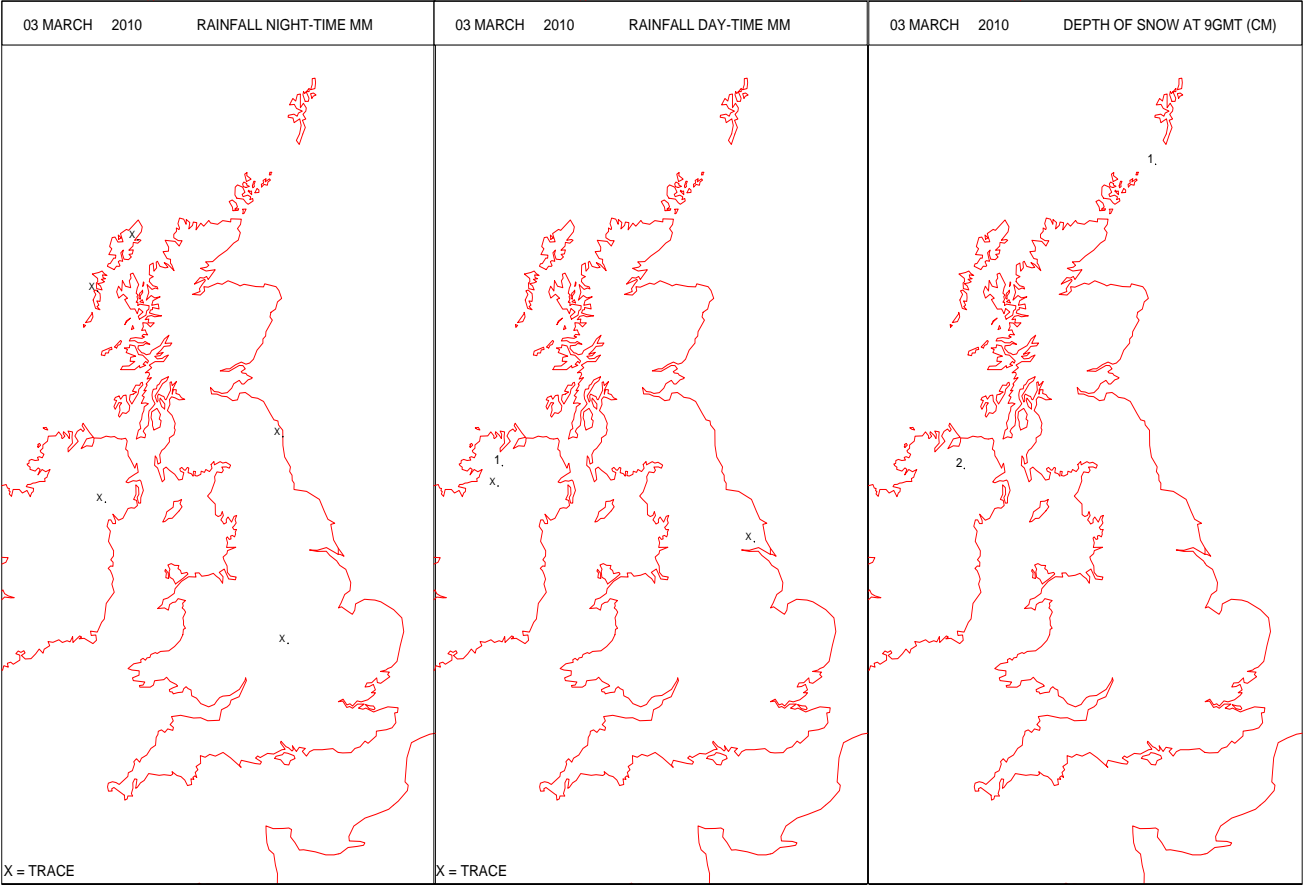 03 MARCH 2010 RAINFALL NIGHT-TIME MM
X
X
X.
X.
X.
X = TRACE
03 MARCH 2010 RAINFALL DAY-TIME MM
1.
X.
X.
X = TRACE
03 MARCH 2010 DEPTH OF SNOW AT 9GMT (CM)
1.
2.